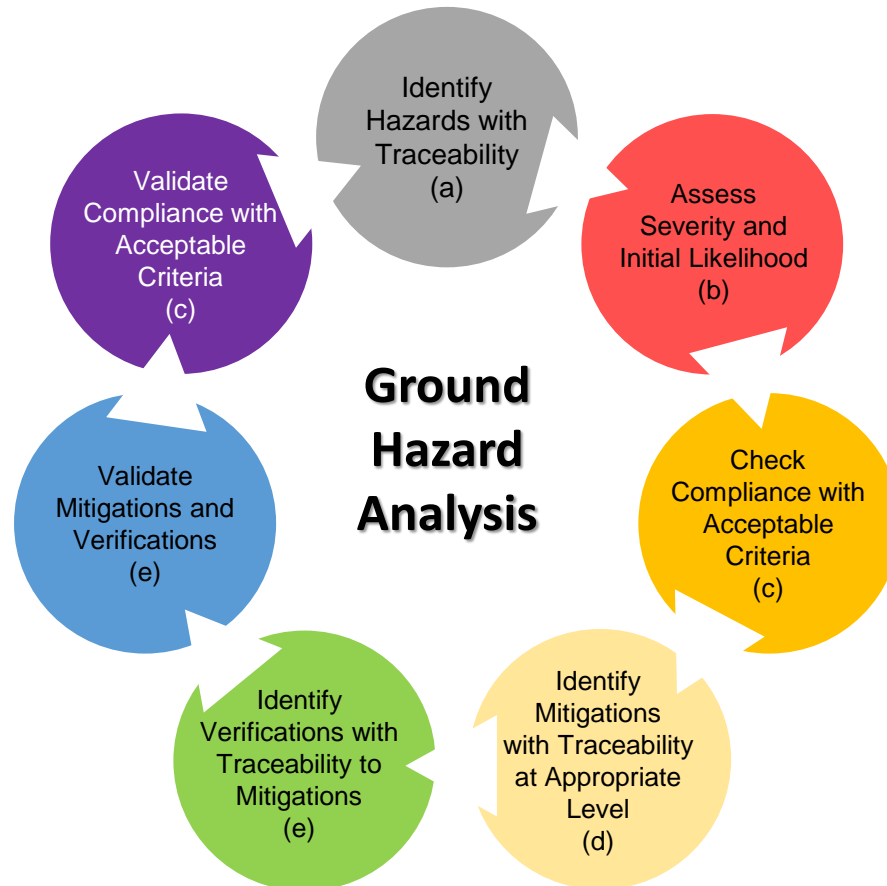 Identify
Hazards with
Traceability
(a)
Assess
Severity and
Initial Likelihood
(b)
Check
Compliance with
Acceptable
Criteria
(c)
Identify
Mitigations
with Traceability
at Appropriate
Level
(d)
Identify
Verifications with
Traceability to
Mitigations
(e)
Validate
Mitigations and
Verifications
(e)
Validate
Compliance with
Acceptable
Criteria
(c)
Ground
Hazard
Analysis